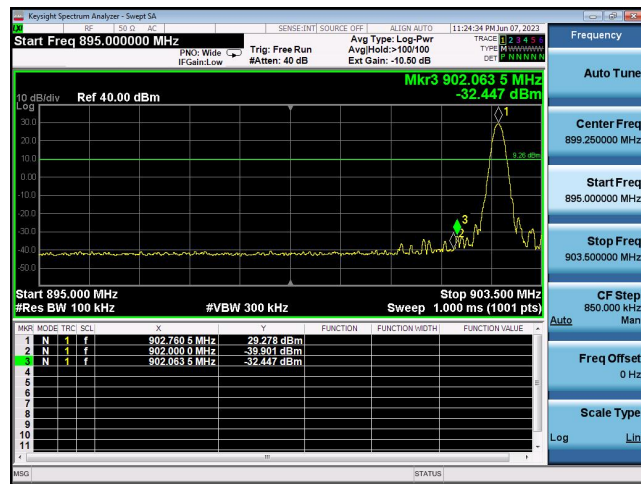 Keysight Spectrum Analyzer - Swept SA
LXI RF 50 Ω AC SENSE:INT SOURCE OFF ALIGN AUTO 11:24:34 PM Jun 07, 2023
Start Freq 895.000000 MHz
PNO: Wide
IFGain:Low
Trig: Free Run
#Atten: 40 dB
Avg Type: Log-Pwr
Avg|Hold:>100/100
Ext Gain: -10.50 dB
TRACE 1 2 3 4 5 6
TYPE M W W W W W
DET P N N N N N
Mkr3 902.063 5 MHz
-32.447 dBm
10 dB/div Ref 40.00 dBm
Log
30.0
20.0
10.0
0.00
-10.0
-20.0
-30.0
-40.0
-50.0
1
9.26 dBm
3
2
Start 895.000 MHz Stop 903.500 MHz
#Res BW 100 kHz #VBW 300 kHz Sweep 1.000 ms (1001 pts)
MKR MODE TRC SCL X Y FUNCTION FUNCTION WIDTH FUNCTION VALUE
1 N 1 f 902.760 5 MHz 29.278 dBm
2 N 1 f 902.000 0 MHz -39.901 dBm
3 N 1 f 902.063 5 MHz -32.447 dBm
4
5
6
7
8
9
10
11
MSG STATUS
Frequency
Auto Tune
Center Freq
899.250000 MHz
Start Freq
895.000000 MHz
Stop Freq
903.500000 MHz
CF Step
850.000 kHz
Auto Man
Freq Offset
0 Hz
Scale Type
Log Lin